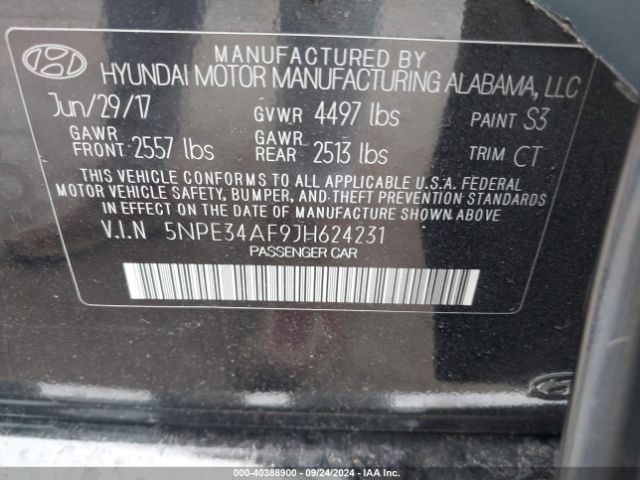 MANUFACTURED BY
HYUNDAI MOTOR MANUFACTURING ALABAMA, LLC
Jun/29/17 GVWR 4497 lbs PAINT S3
GAWR FRONT 2557 lbs GAWR REAR 2513 lbs TRIM CT
THIS VEHICLE CONFORMS TO ALL APPLICABLE U.S.A. FEDERAL
MOTOR VEHICLE SAFETY, BUMPER, AND THEFT PREVENTION STANDARDS
IN EFFECT ON THE DATE OF MANUFACTURE SHOWN ABOVE
V.I.N 5NPE34AF9JH624231
PASSENGER CAR
000-40388900 - 09/24/2024 - IAA Inc.